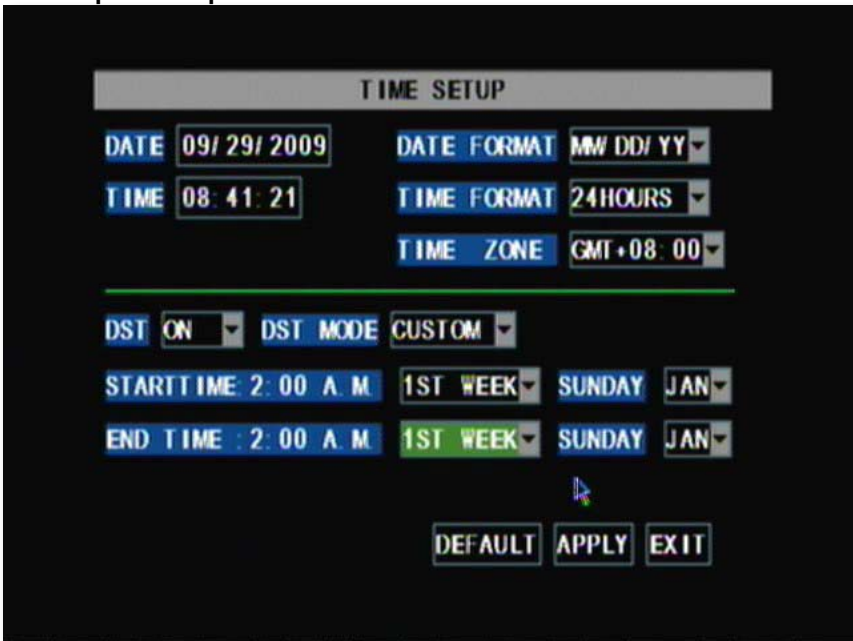 TIME SETUP
DATE 09/29/2009 DATE FORMAT MM/DD/YY
TIME 08:41:21 TIME FORMAT 24HOURS
TIME ZONE GMT+08:00
DST ON DST MODE CUSTOM
STARTTIME:2:00 A.M. 1ST WEEK SUNDAY JAN
END TIME :2:00 A.M. 1ST WEEK SUNDAY JAN
DEFAULT APPLY EXIT